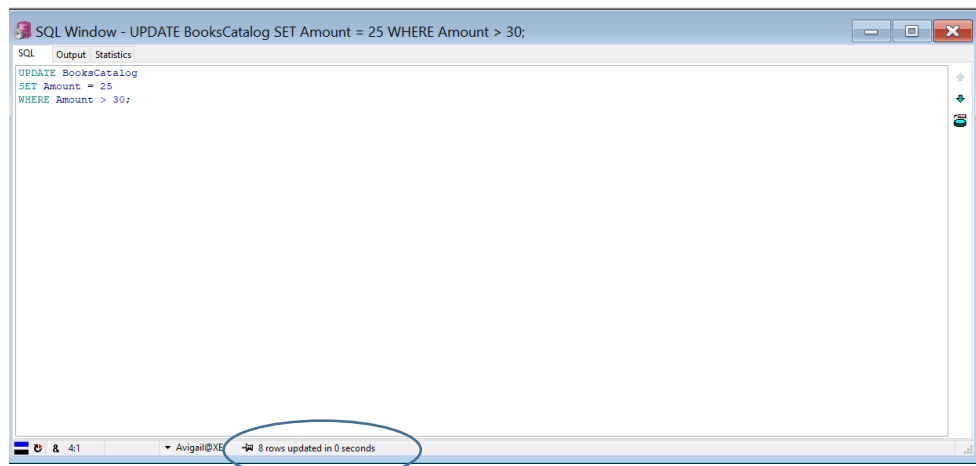 SQL Window - UPDATE BooksCatalog SET Amount = 25 WHERE Amount > 30;
SQL Output Statistics
UPDATE BooksCatalog
SET Amount = 25
WHERE Amount > 30;
& 4:1 Avigail@XE 8 rows updated in 0 seconds